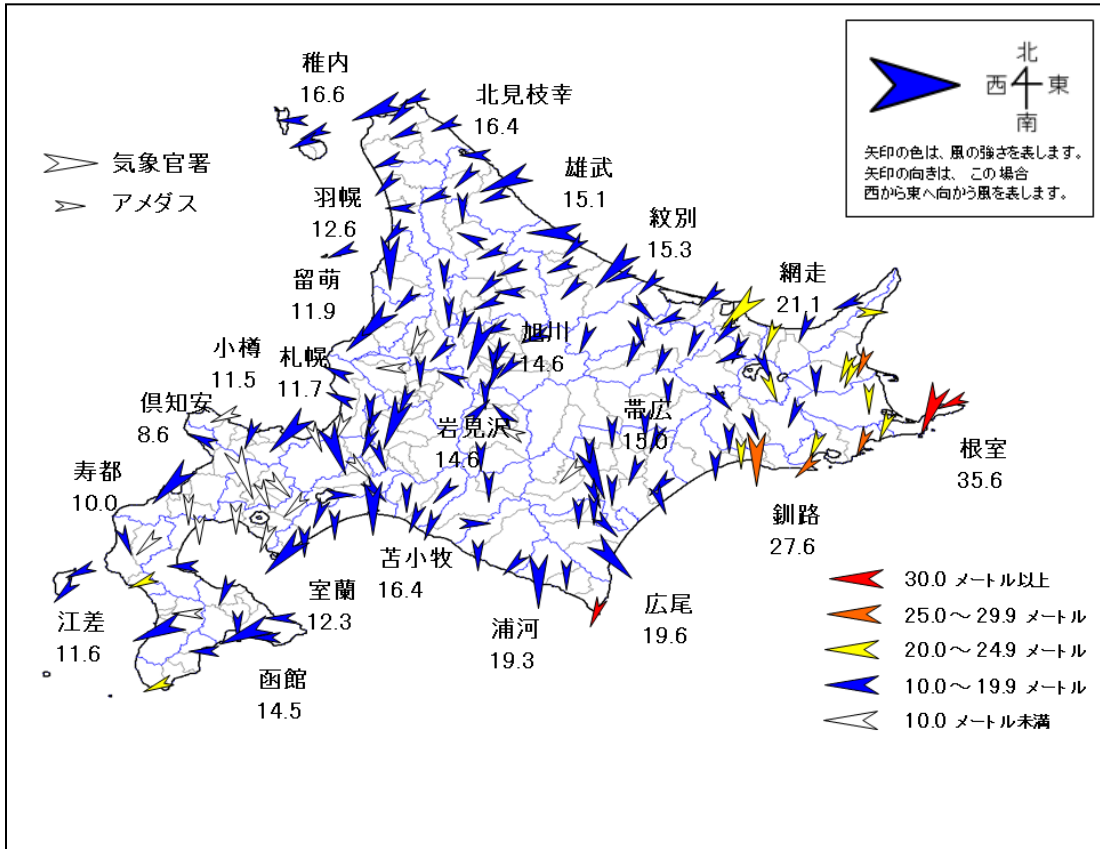 北
西 東
南
矢印の色は、風の強さを表します。
矢印の向きは、この場合
西から東へ向かう風を表します。
気象官署
アメダス
稚内
16.6
北見枝幸
16.4
雄武
15.1
羽幌
12.6
紋別
15.3
留萌
11.9
網走
21.1
旭川
14.6
小樽
11.5
札幌
11.7
倶知安
8.6
岩見沢
14.6
帯広
15.0
根室
35.6
寿都
10.0
釧路
27.6
苫小牧
16.4
室蘭
12.3
広尾
19.6
浦河
19.3
江差
11.6
函館
14.5
30.0 メートル以上
25.0～29.9 メートル
20.0～24.9 メートル
10.0～19.9 メートル
10.0 メートル未満